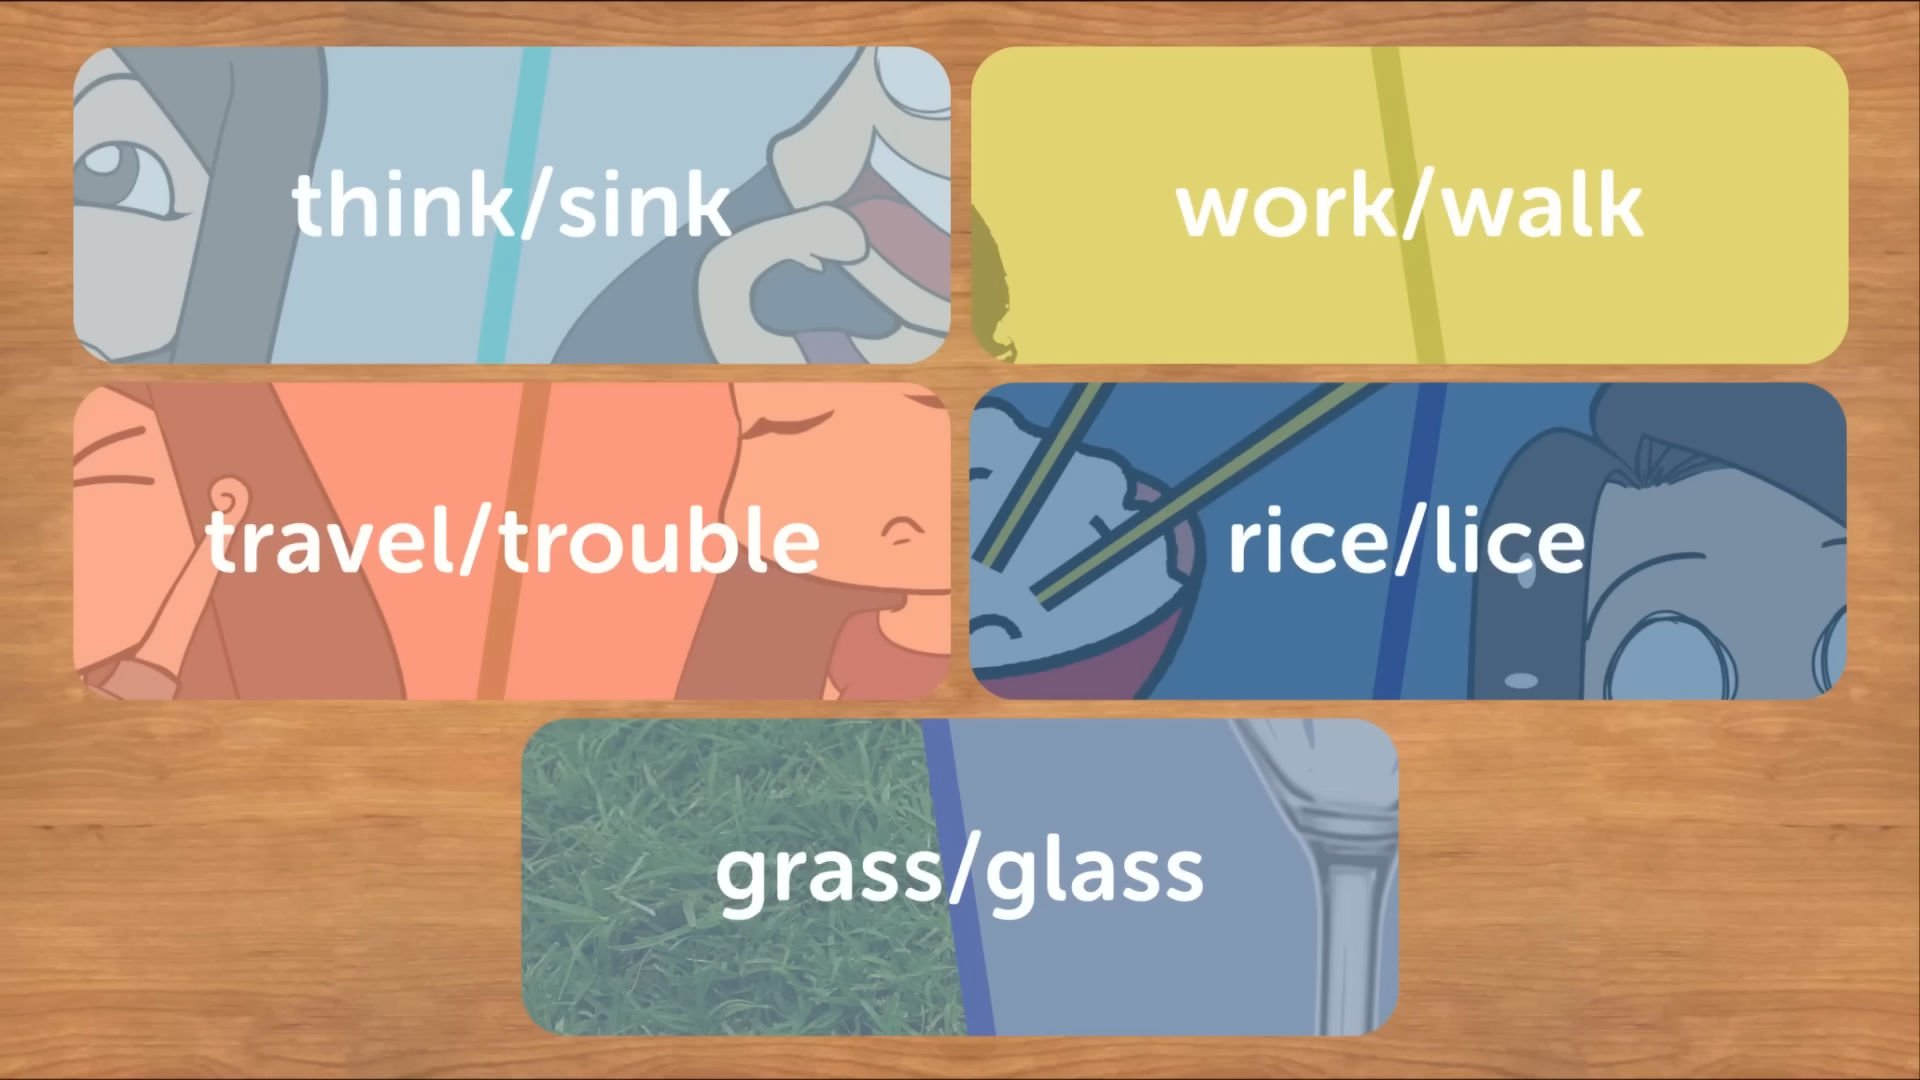 think/sink
work/walk
travel/trouble
rice/lice
grass/glass